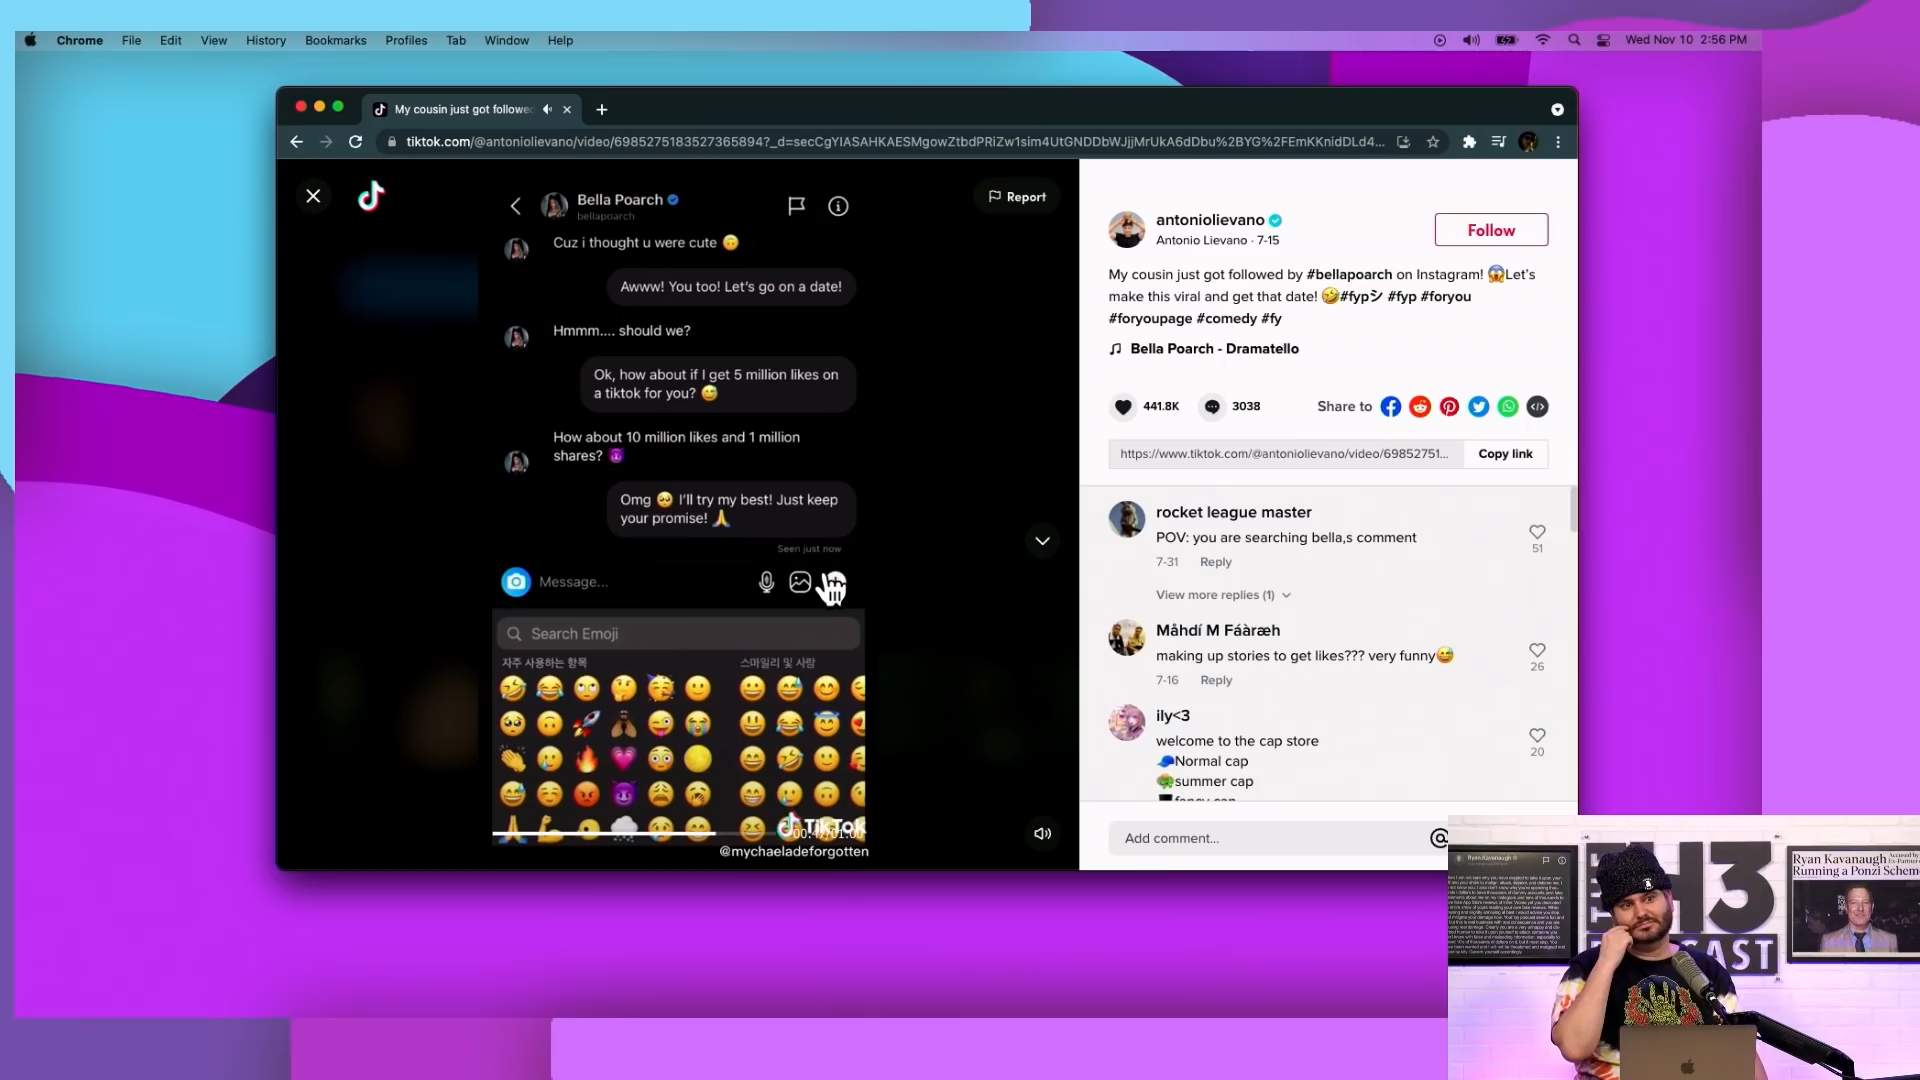 Chrome File Edit View History Bookmarks Profiles Tab Window Help
Wed Nov 10 2:56 PM
My cousin just got followe
tiktok.com/@antoniolievano/video/6985275183527365894?_d=secCgYIASAHKAESMgowZtbdPRiZw1sim4UtGNDDbWJjjMrUkA6dDbu%2BYG%2FEmKKnidDLd4...
Bella Poarch
bellapoarch
Report
Cuz i thought u were cute 🙃
Awww! You too! Let's go on a date!
Hmmm.... should we?
Ok, how about if I get 5 million likes on
a tiktok for you? 😅
How about 10 million likes and 1 million
shares? 😈
Omg 🥺 I'll try my best! Just keep
your promise! 🙏
Seen just now
Message...
Search Emoji
자주 사용하는 항목
스마일리 및 사람
TikTok
@mychaeladeforgotten
antoniolievano
Antonio Lievano · 7-15
Follow
My cousin just got followed by #bellapoarch on Instagram! 😱Let's
make this viral and get that date! 🤣#fypシ #fyp #foryou
#foryoupage #comedy #fy
♫ Bella Poarch - Dramatello
441.8K
3038
Share to
https://www.tiktok.com/@antoniolievano/video/69852751...
Copy link
rocket league master
POV: you are searching bella,s comment
51
7-31 Reply
View more replies (1)
Måhdí M Fáàræh
making up stories to get likes??? very funny😅
26
7-16 Reply
ily<3
welcome to the cap store
20
🧢Normal cap
🌳summer cap
Add comment...
@
Ryan Kavanaugh
Ryan Kavanaugh
Running a Ponzi Scheme
H3